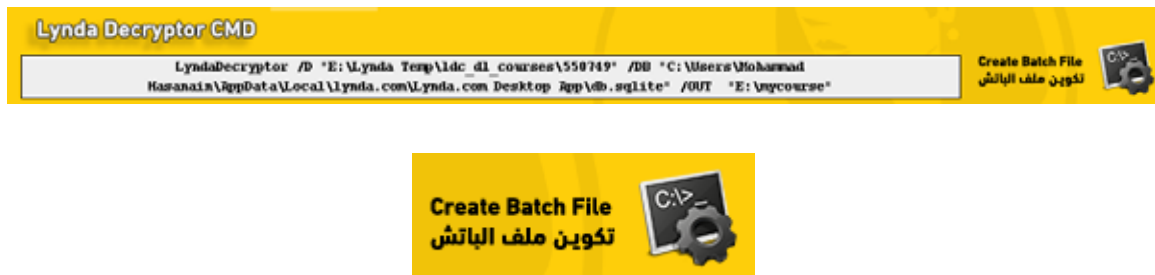 Lynda Decryptor CMD
LyndaDecryptor /D "E:\Lynda Temp\ldc_dl_courses\550749" /DB "C:\Users\Mohammad
Hasanain\AppData\Local\lynda.com\Lynda.com Desktop App\db.sqlite" /OUT "E:\mycourse"
Create Batch File
تكوين ملف الباتش
C:\>_
Create Batch File
تكوين ملف الباتش
C:\>_